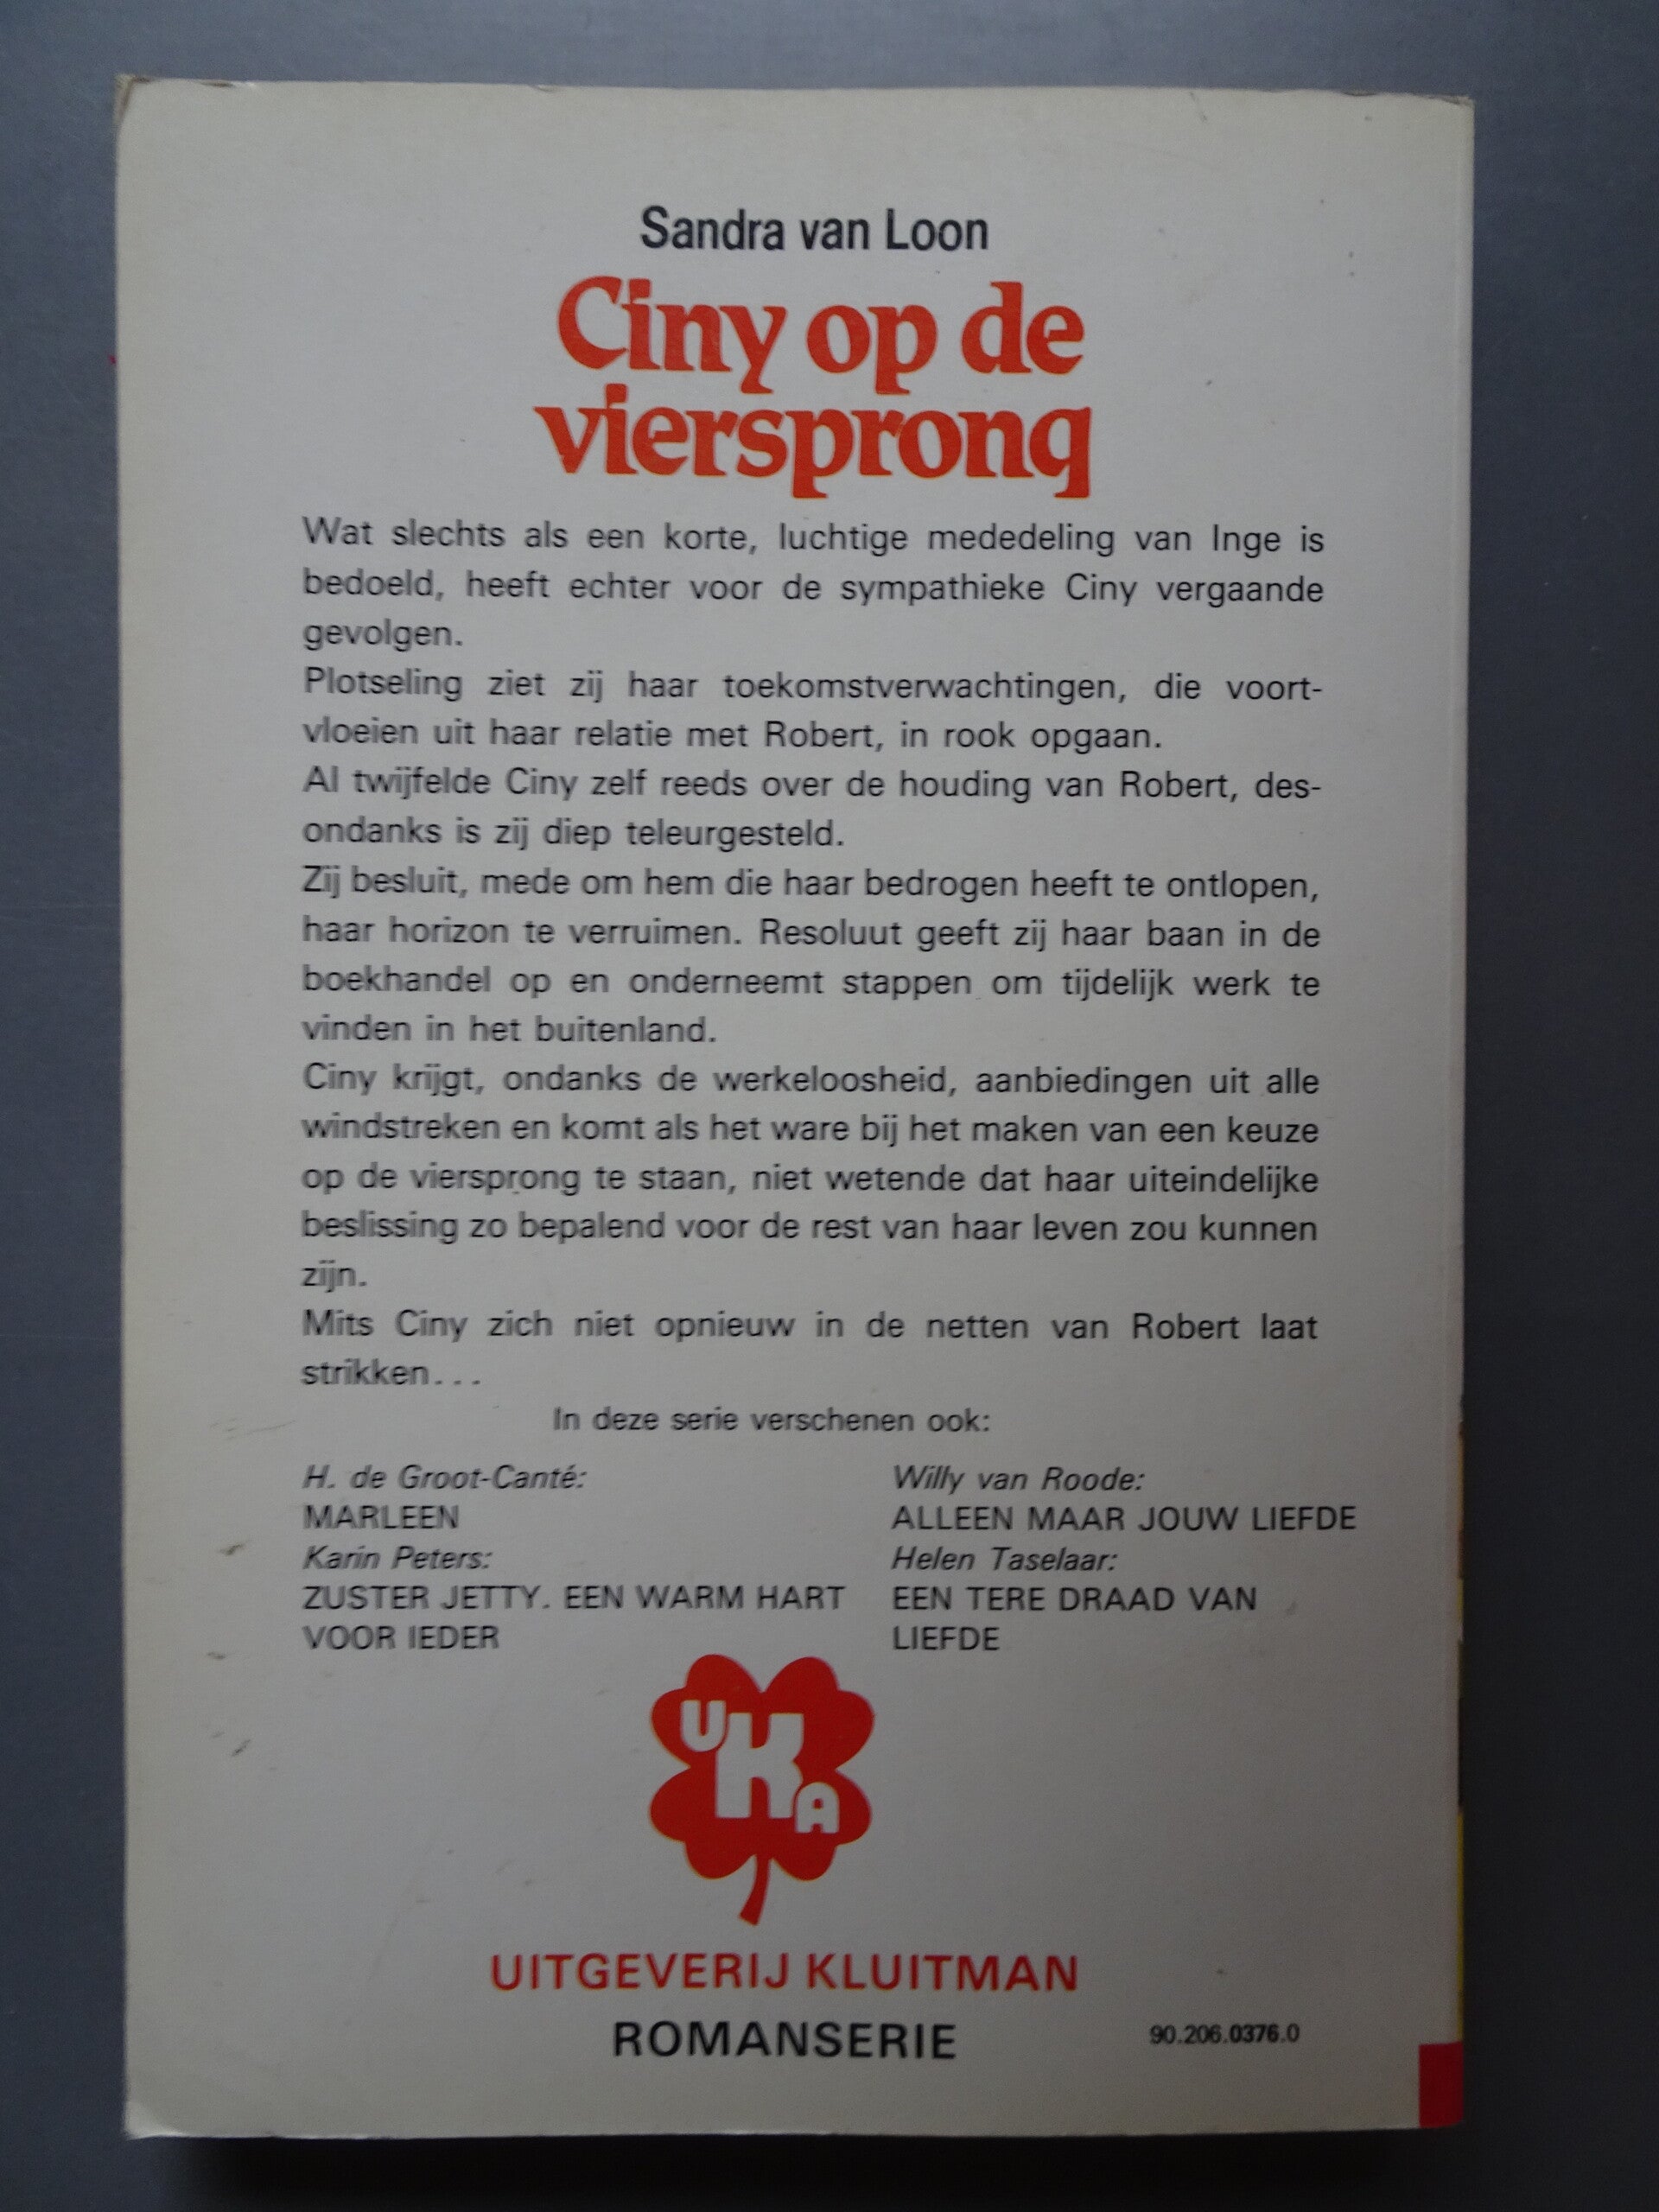 Sandra van Loon
Ciny op de
viersprong
Wat slechts als een korte, luchtige mededeling van Inge is
bedoeld, heeft echter voor de sympathieke Ciny vergaande
gevolgen.
Plotseling ziet zij haar toekomstverwachtingen, die voort-
vloeien uit haar relatie met Robert, in rook opgaan.
Al twijfelde Ciny zelf reeds over de houding van Robert, des-
ondanks is zij diep teleurgesteld.
Zij besluit, mede om hem die haar bedrogen heeft te ontlopen,
haar horizon te verruimen. Resoluut geeft zij haar baan in de
boekhandel op en onderneemt stappen om tijdelijk werk te
vinden in het buitenland.
Ciny krijgt, ondanks de werkeloosheid, aanbiedingen uit alle
windstreken en komt als het ware bij het maken van een keuze
op de viersprong te staan, niet wetende dat haar uiteindelijke
beslissing zo bepalend voor de rest van haar leven zou kunnen
zijn.
Mits Ciny zich niet opnieuw in de netten van Robert laat
strikken...
In deze serie verschenen ook:
H. de Groot-Canté:
MARLEEN
Karin Peters:
ZUSTER JETTY. EEN WARM HART
VOOR IEDER
Willy van Roode:
ALLEEN MAAR JOUW LIEFDE
Helen Taselaar:
EEN TERE DRAAD VAN
LIEFDE
UKA
UITGEVERIJ KLUITMAN
ROMANSERIE
90.206.0376.0